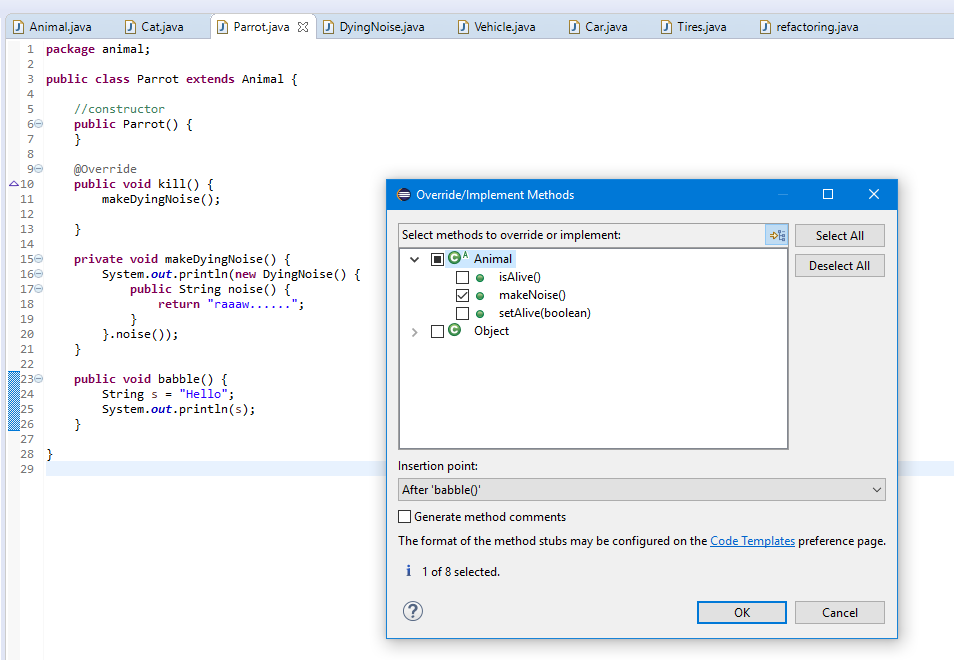 Animal.java Cat.java Parrot.java DyingNoise.java Vehicle.java Car.java Tires.java refactoring.java
1 package animal;
2
3 public class Parrot extends Animal {
4
5 //constructor
6 public Parrot() {
7 }
8
9 @Override
10 public void kill() {
11 makeDyingNoise();
12
13 }
14
15 private void makeDyingNoise() {
16 System.out.println(new DyingNoise() {
17 public String noise() {
18 return "raaaw......";
19 }
20 }.noise());
21 }
22
23 public void babble() {
24 String s = "Hello";
25 System.out.println(s);
26 }
27
28 }
29
Override/Implement Methods
Select methods to override or implement:
Select All
Deselect All
C A Animal
isAlive()
makeNoise()
setAlive(boolean)
C Object
Insertion point:
After 'babble()'
Generate method comments
The format of the method stubs may be configured on the Code Templates preference page.
i 1 of 8 selected.
? OK Cancel